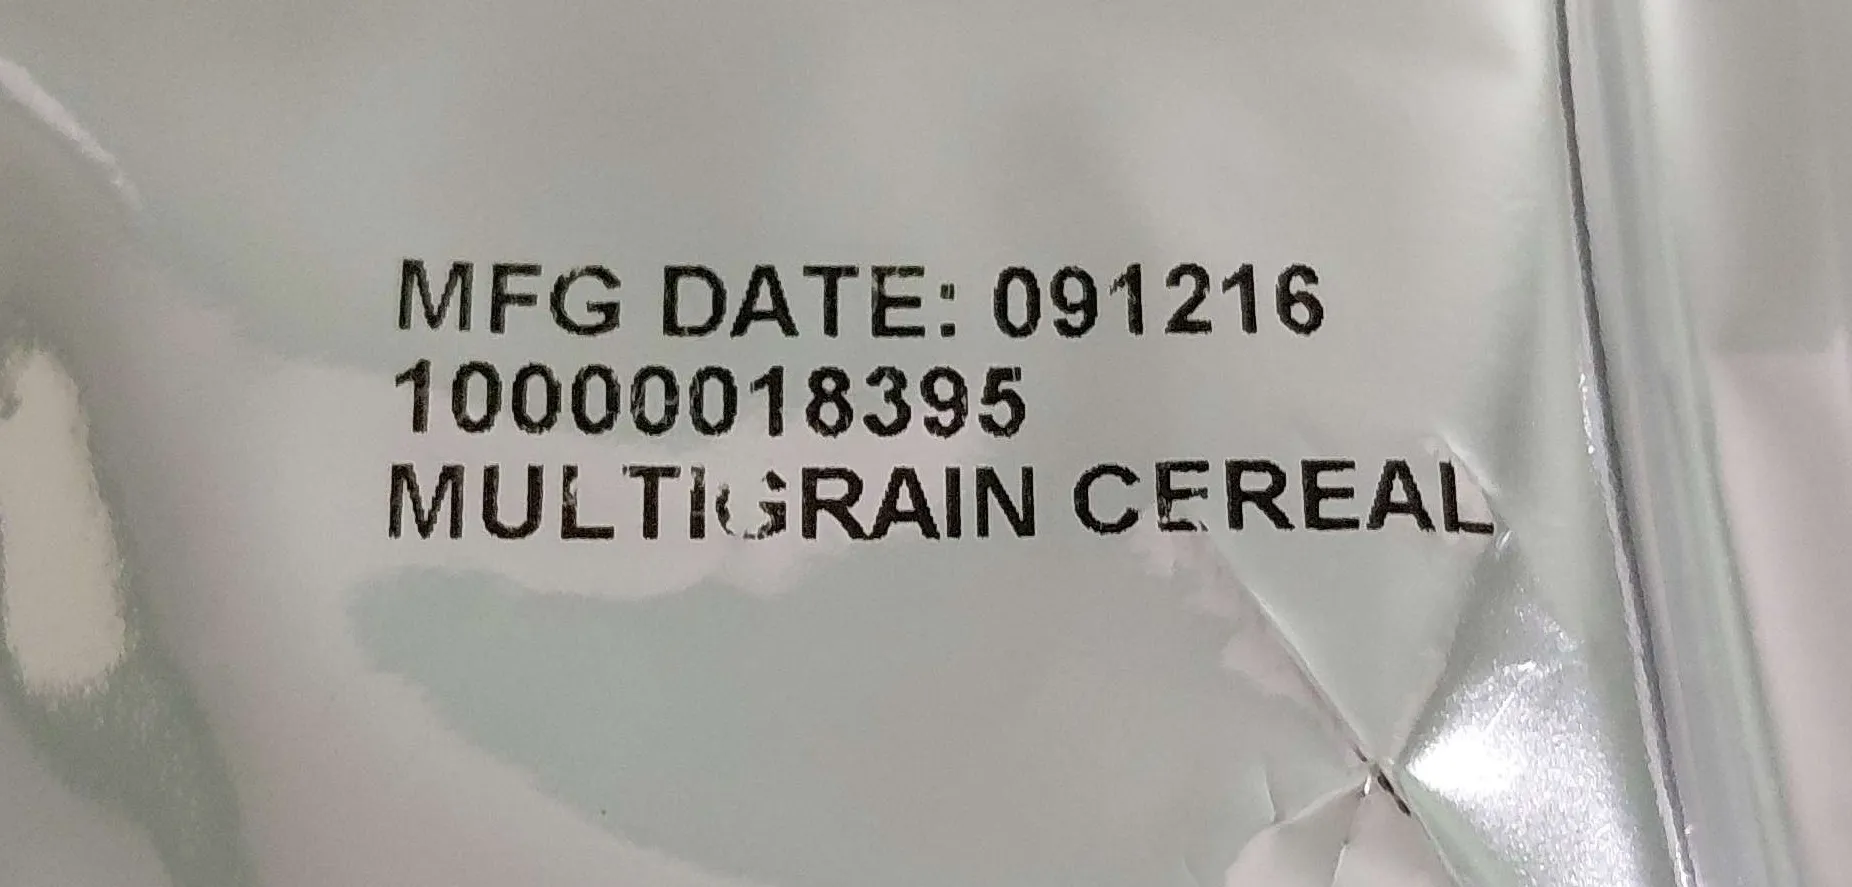 MFG DATE: 091216
10000018395
MULTIGRAIN CEREAL